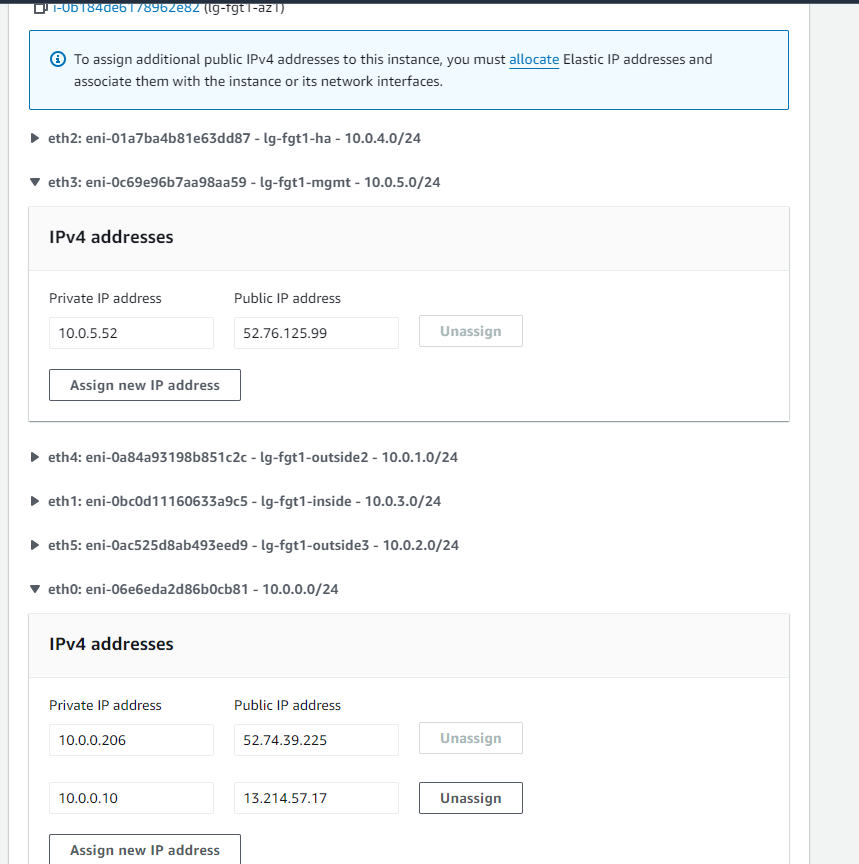 i-0b184de6178962e82 (lg-fgt1-az1)
To assign additional public IPv4 addresses to this instance, you must allocate Elastic IP addresses and
associate them with the instance or its network interfaces.
eth2: eni-01a7ba4b81e63dd87 - lg-fgt1-ha - 10.0.4.0/24
eth3: eni-0c69e96b7aa98aa59 - lg-fgt1-mgmt - 10.0.5.0/24
IPv4 addresses
Private IP address Public IP address
10.0.5.52 52.76.125.99 Unassign
Assign new IP address
eth4: eni-0a84a93198b851c2c - lg-fgt1-outside2 - 10.0.1.0/24
eth1: eni-0bc0d11160633a9c5 - lg-fgt1-inside - 10.0.3.0/24
eth5: eni-0ac525d8ab493eed9 - lg-fgt1-outside3 - 10.0.2.0/24
eth0: eni-06e6eda2d86b0cb81 - 10.0.0.0/24
IPv4 addresses
Private IP address Public IP address
10.0.0.206 52.74.39.225 Unassign
10.0.0.10 13.214.57.17 Unassign
Assign new IP address